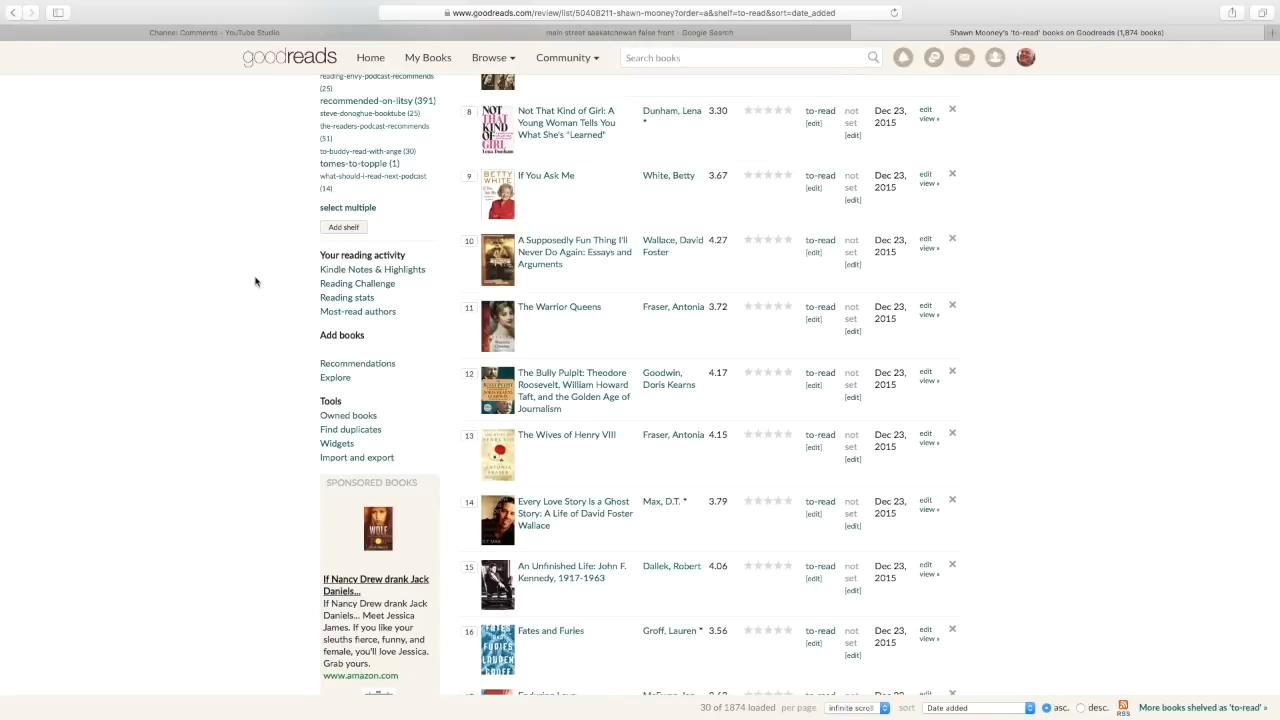 www.goodreads.com/review/list/50408211-shawn-mooney?order=a&shelf=to-read&sort=date_added
Channel Comments - YouTube Studio
main street saskatchewan false front - Google Search
Shawn Mooney's 'to-read' books on Goodreads (1,874 books)
goodreads
Home
My Books
Browse
Community
Search books
reading-envy-podcast-recommends
(25)
recommended-on-litsy (391)
steve-donoghue-booktube (25)
the-readers-podcast-recommends
(51)
to-buddy-read-with-ange (30)
tomes-to-topple (1)
what-should-i-read-next-podcast
(14)
select multiple
Add shelf
Your reading activity
Kindle Notes & Highlights
Reading Challenge
Reading stats
Most-read authors
Add books
Recommendations
Explore
Tools
Owned books
Find duplicates
Widgets
Import and export
SPONSORED BOOKS
WOLF
If Nancy Drew drank Jack
Daniels...
If Nancy Drew drank Jack
Daniels... Meet Jessica
James. If you like your
sleuths fierce, funny, and
female, you'll love Jessica.
Grab yours.
www.amazon.com
8
NOT
THAT
KIND
OF
GIRL
Not That Kind of Girl: A
Young Woman Tells You
What She's "Learned"
Dunham, Lena
*
3.30
to-read
[edit]
not
set
[edit]
Dec 23,
2015
edit
view »
9
BETTY
WHITE
If You Ask Me
White, Betty
3.67
to-read
[edit]
not
set
[edit]
Dec 23,
2015
edit
view »
10
A Supposedly Fun Thing I'll
Never Do Again: Essays and
Arguments
Wallace, David
Foster
4.27
to-read
[edit]
not
set
[edit]
Dec 23,
2015
edit
view »
11
The Warrior Queens
Fraser, Antonia
3.72
to-read
[edit]
not
set
[edit]
Dec 23,
2015
edit
view »
12
The Bully Pulpit: Theodore
Roosevelt, William Howard
Taft, and the Golden Age of
Journalism
Goodwin,
Doris Kearns
4.17
to-read
[edit]
not
set
[edit]
Dec 23,
2015
edit
view »
13
The Wives of Henry VIII
Fraser, Antonia
4.15
to-read
[edit]
not
set
[edit]
Dec 23,
2015
edit
view »
14
Every Love Story Is a Ghost
Story: A Life of David Foster
Wallace
Max, D.T. *
3.79
to-read
[edit]
not
set
[edit]
Dec 23,
2015
edit
view »
15
An Unfinished Life: John F.
Kennedy, 1917-1963
Dallek, Robert
4.06
to-read
[edit]
not
set
[edit]
Dec 23,
2015
edit
view »
16
FATES
AND
FURIES
LAUREN
GROFF
Fates and Furies
Groff, Lauren *
3.56
to-read
[edit]
not
set
[edit]
Dec 23,
2015
edit
view »
30 of 1874 loaded
per page
infinite scroll
sort
Date added
asc.
desc.
RSS
More books shelved as 'to-read' »